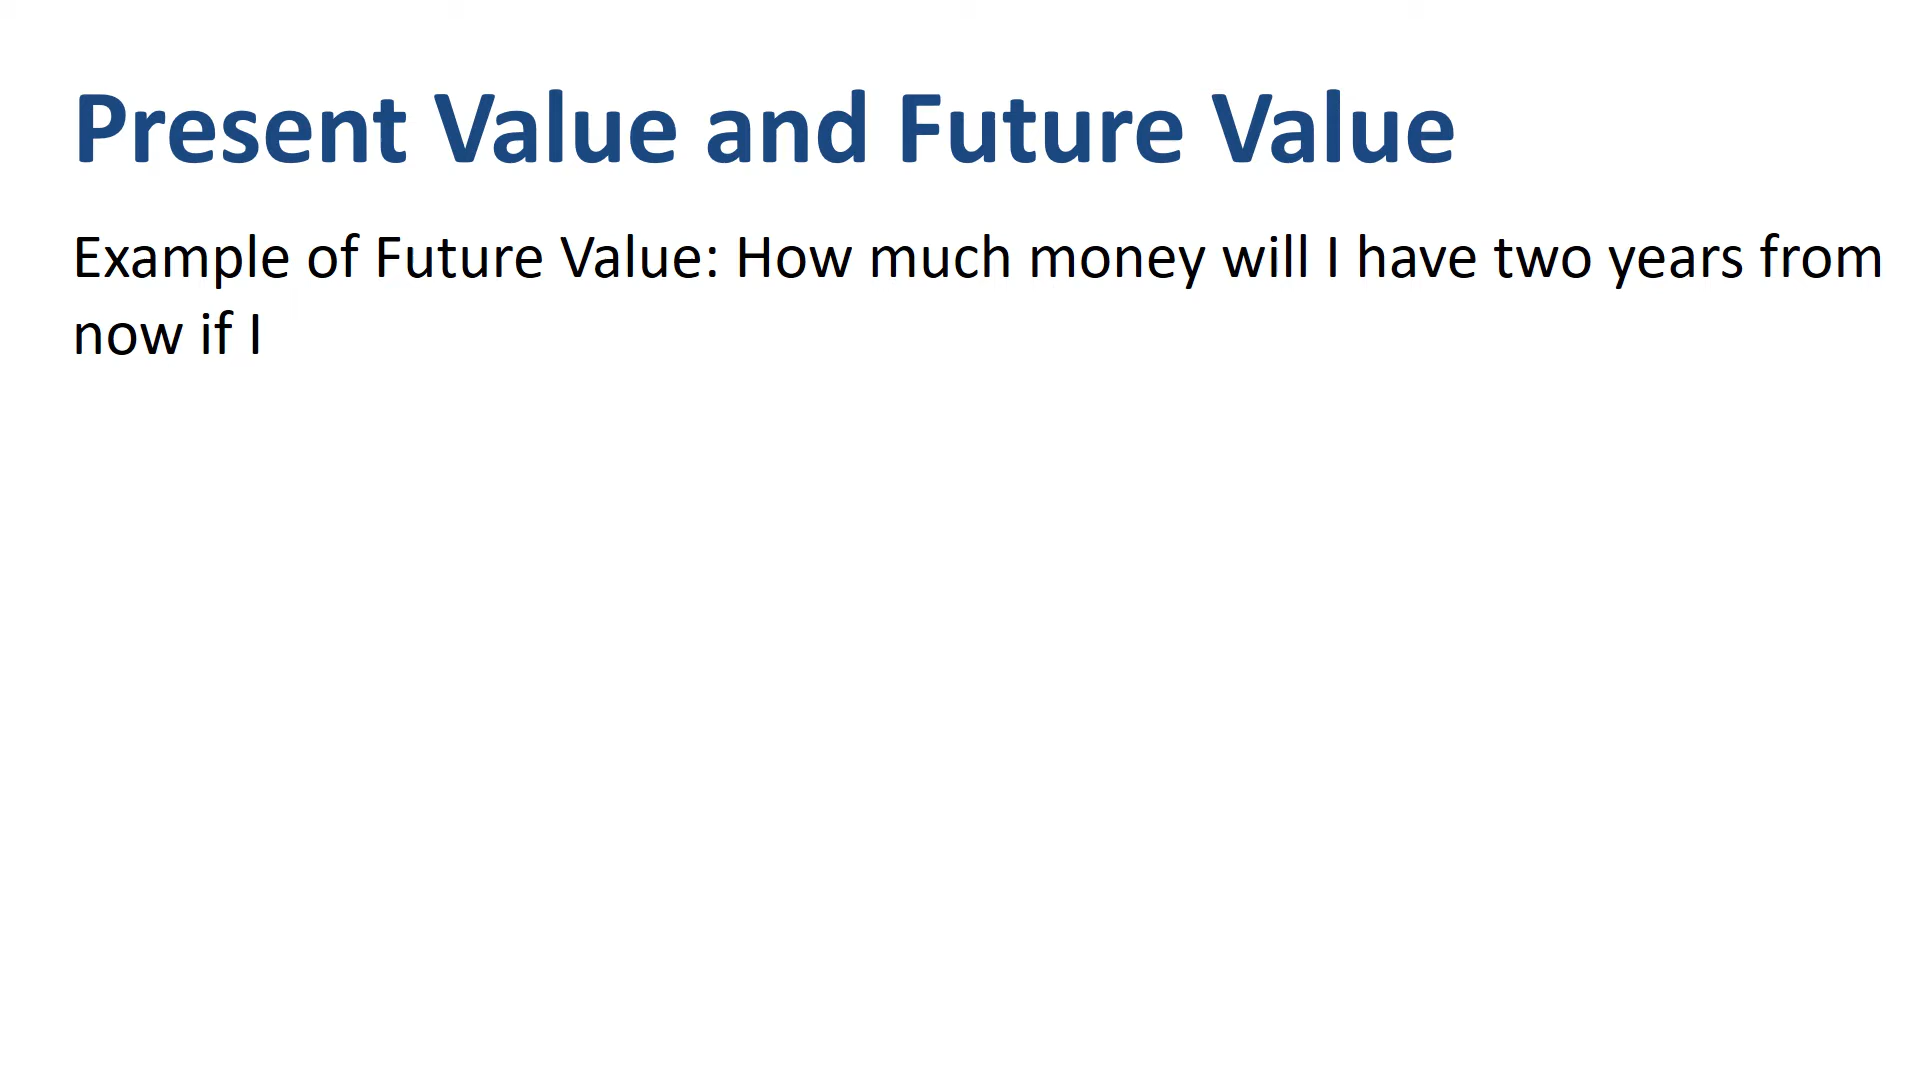 Present Value and Future Value
Example of Future Value: How much money will I have two years from
now if I